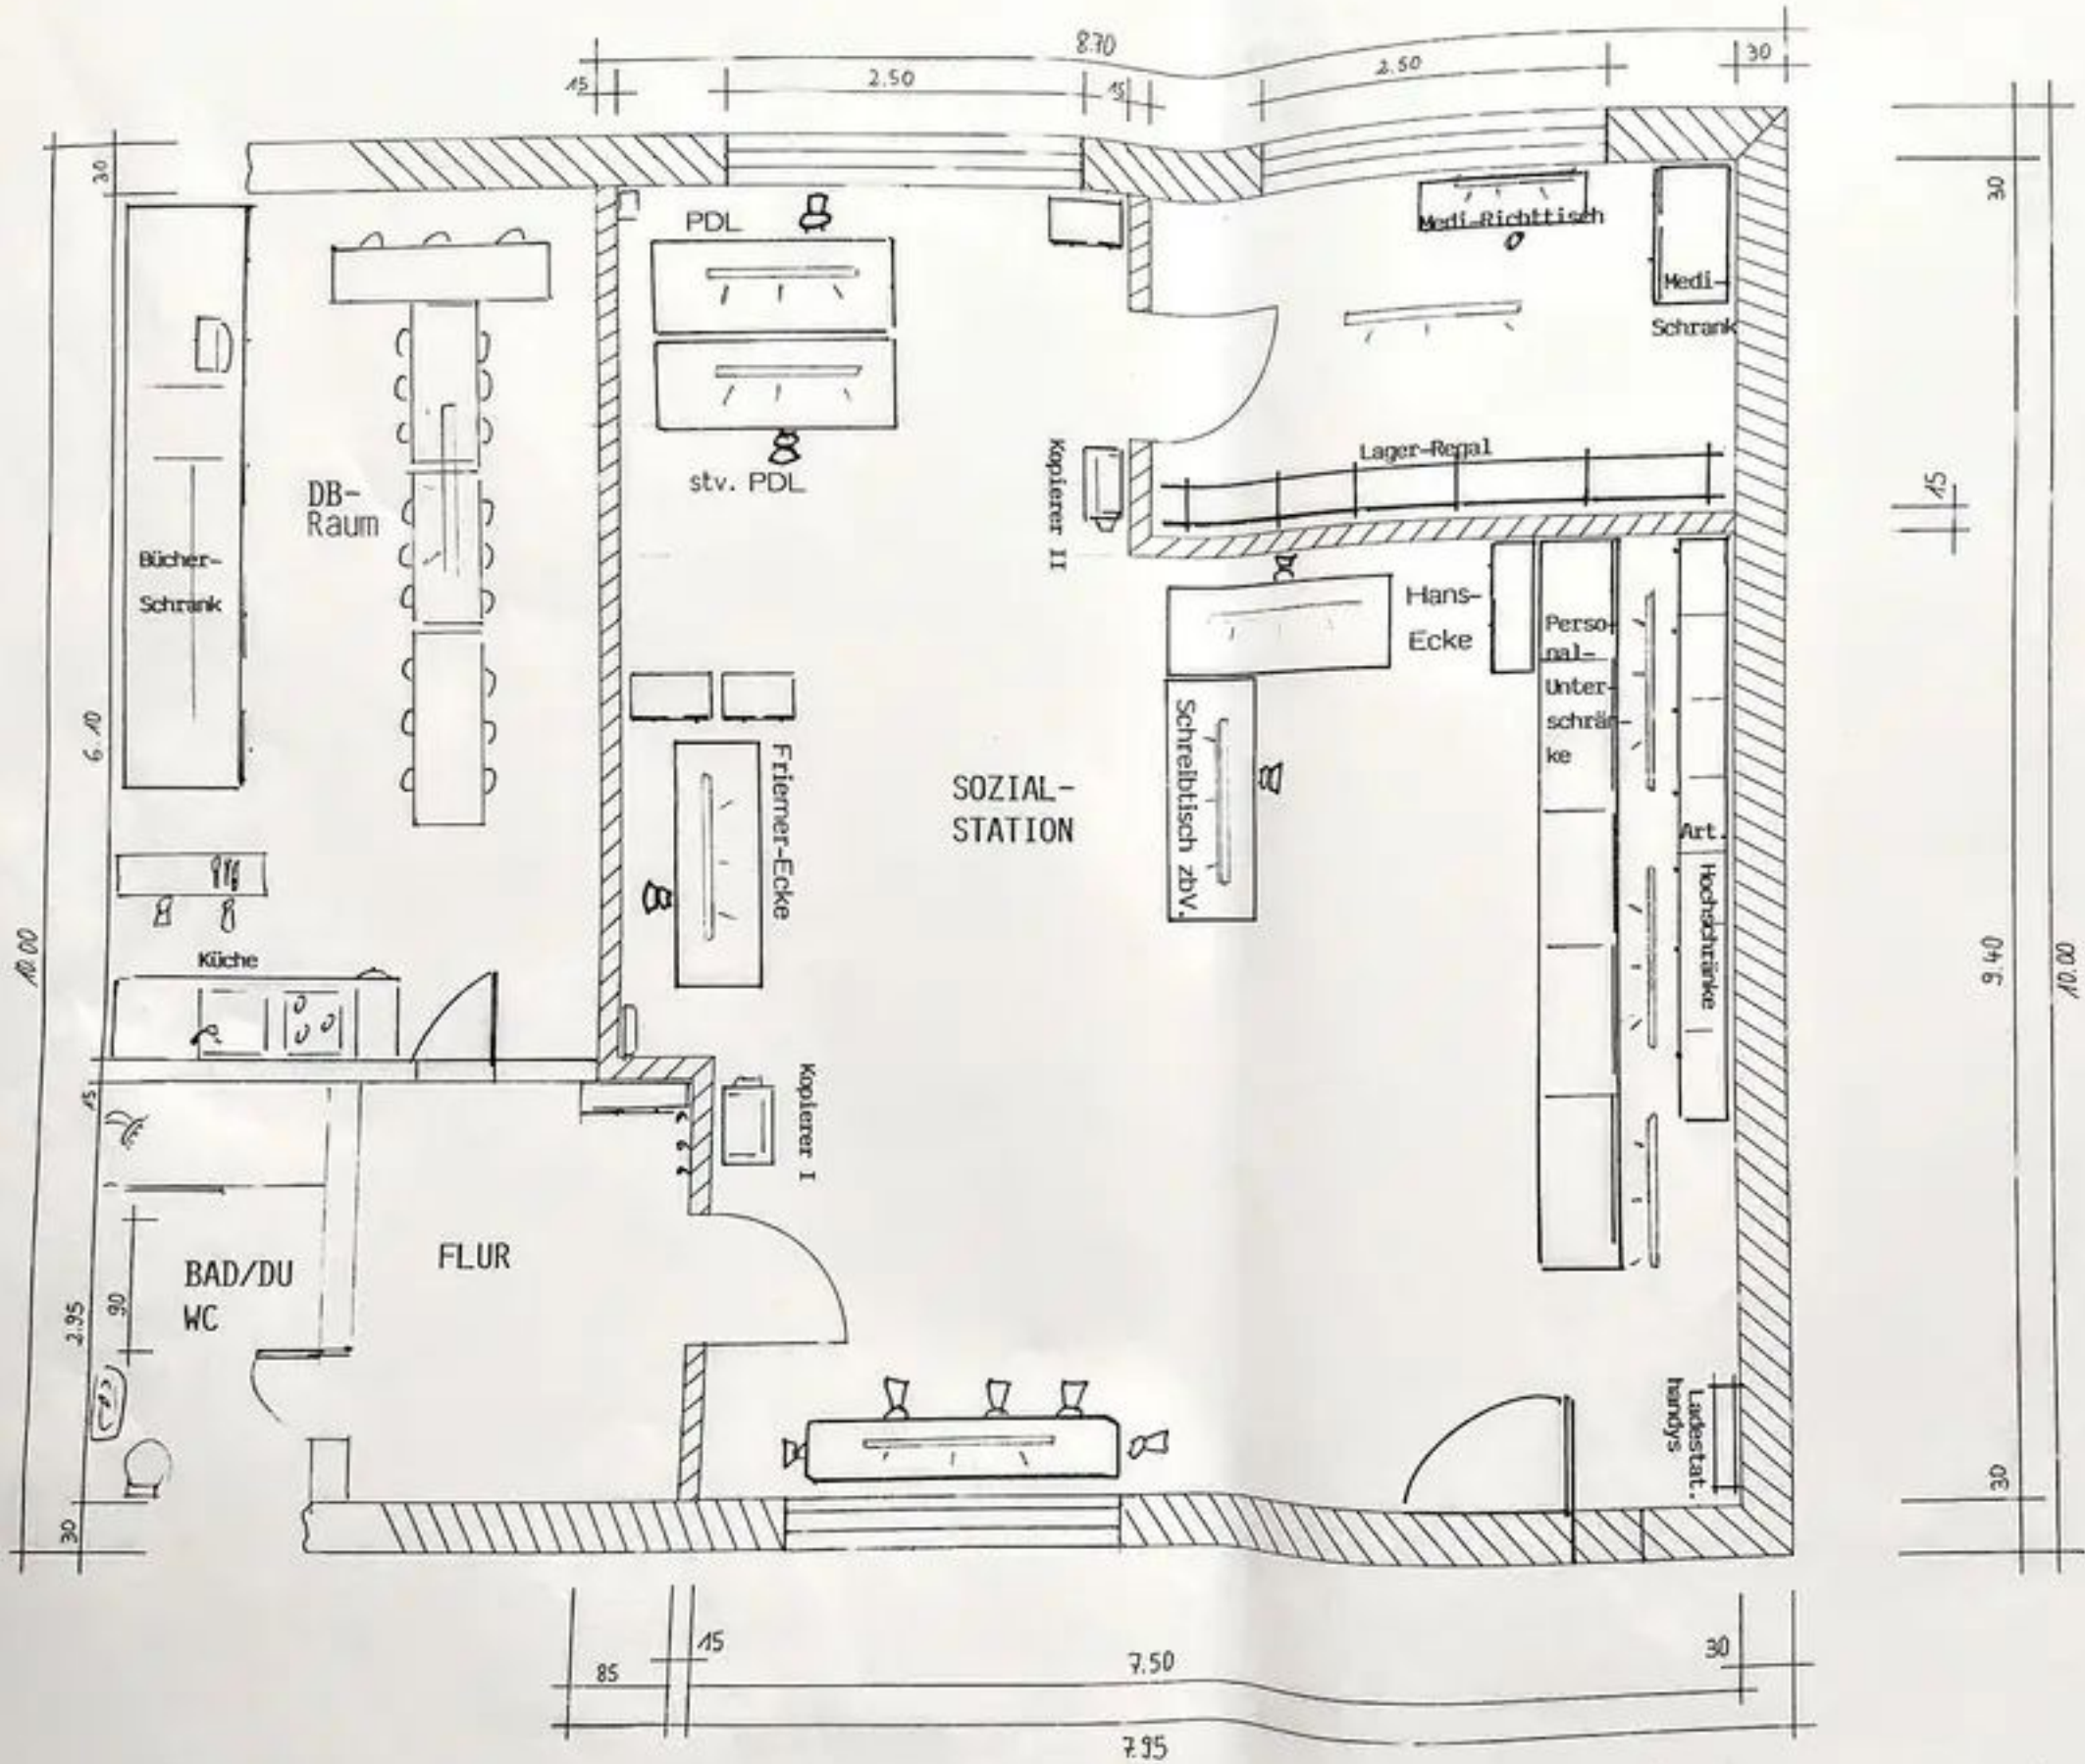 8.70
15
2.50
15
2.50
30
30
30
PDL
Medi-Richttisch
Medi-
Schrank
stv. PDL
Kopierer II
Lager-Regal
15
DB-
Raum
Bücher-
Schrank
Hans-
Ecke
Perso-
nal-
Unter-
schrän-
ke
Schreibtisch zbV.
Friemer-Ecke
6.10
SOZIAL-
STATION
Art.
Hochschränke
10.00
9.40
10.00
Küche
15
Kopierer I
FLUR
BAD/DU
WC
90
2.95
Ladestat.
handys
30
30
15
85
7.50
30
7.95